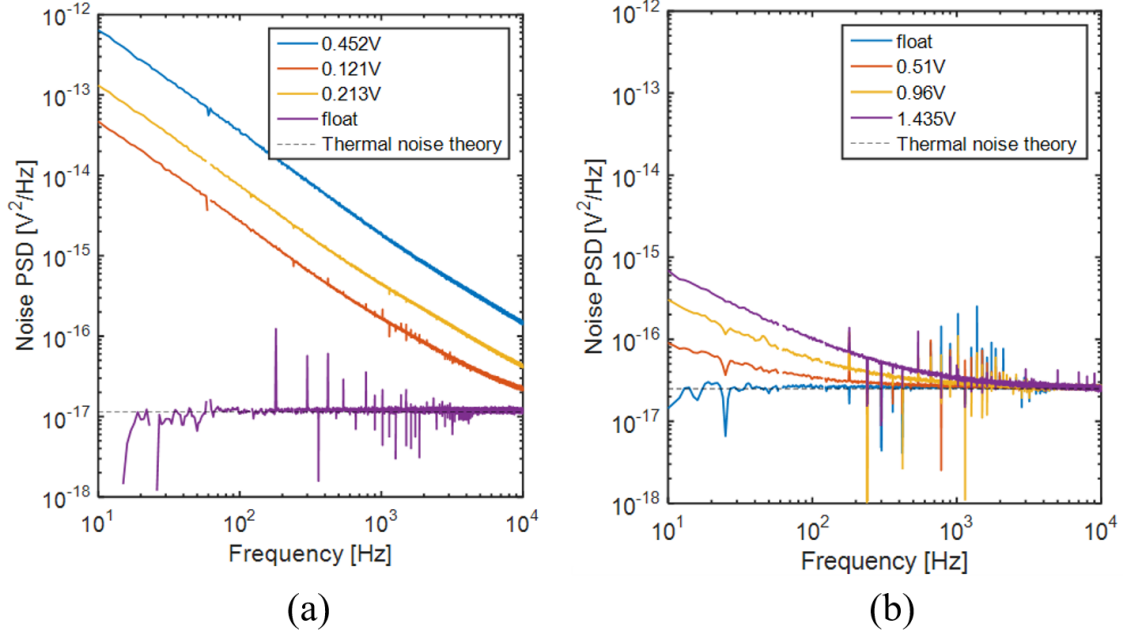 10^-12
10^-13
10^-14
10^-15
10^-16
10^-17
10^-18
Noise PSD [V^2/Hz]
0.452V
0.121V
0.213V
float
Thermal noise theory
10^1
10^2
10^3
10^4
Frequency [Hz]
(a)
10^-12
10^-13
10^-14
10^-15
10^-16
10^-17
10^-18
Noise PSD [V^2/Hz]
float
0.51V
0.96V
1.435V
Thermal noise theory
10^1
10^2
10^3
10^4
Frequency [Hz]
(b)